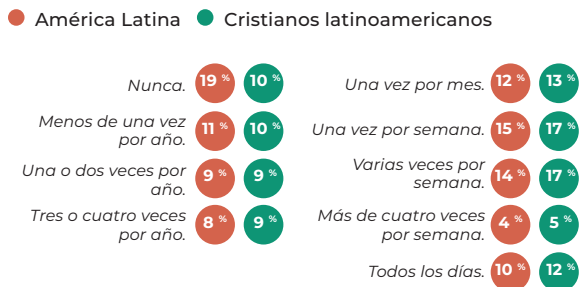 América Latina Cristianos latinoamericanos
Nunca. 19 % 10 %
Menos de una vez
por año. 11 % 10 %
Una o dos veces por
año. 9 % 9 %
Tres o cuatro veces
por año. 8 % 9 %
Una vez por mes. 12 % 13 %
Una vez por semana. 15 % 17 %
Varias veces por
semana. 14 % 17 %
Más de cuatro veces
por semana. 4 % 5 %
Todos los días. 10 % 12 %